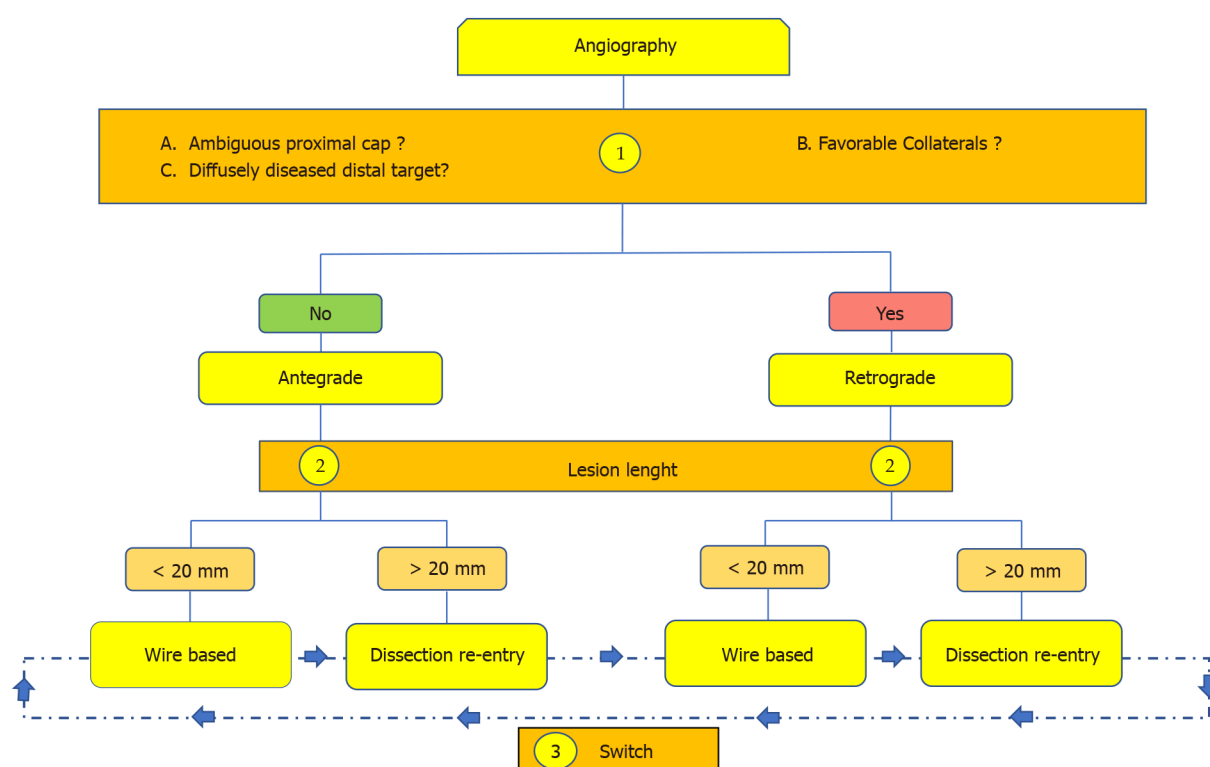 Angiography
A. Ambiguous proximal cap ?
B. Favorable Collaterals ?
C. Diffusely diseased distal target?
1
No
Yes
Antegrade
Retrograde
2
Lesion lenght
2
< 20 mm
> 20 mm
< 20 mm
> 20 mm
Wire based
Dissection re-entry
Wire based
Dissection re-entry
3 Switch